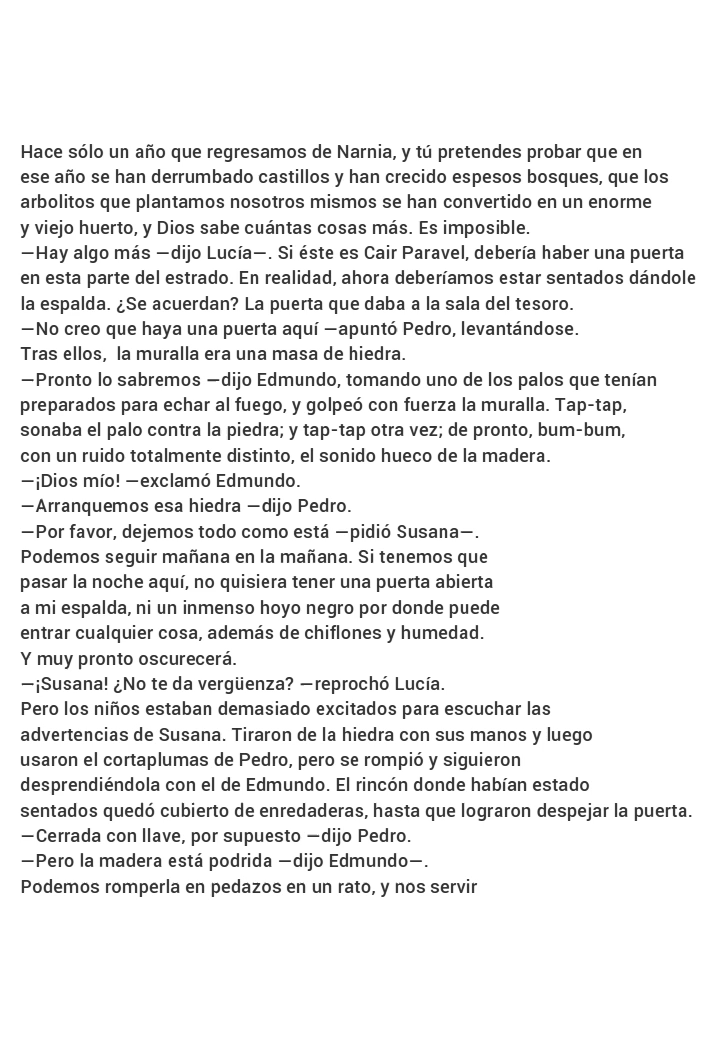 Hace sólo un año que regresamos de Narnia, y tú pretendes probar que en
ese año se han derrumbado castillos y han crecido espesos bosques, que los
arbolitos que plantamos nosotros mismos se han convertido en un enorme
y viejo huerto, y Dios sabe cuántas cosas más. Es imposible.
—Hay algo más —dijo Lucía—. Si éste es Cair Paravel, debería haber una puerta
en esta parte del estrado. En realidad, ahora deberíamos estar sentados dándole
la espalda. ¿Se acuerdan? La puerta que daba a la sala del tesoro.
—No creo que haya una puerta aquí —apuntó Pedro, levantándose.
Tras ellos,  la muralla era una masa de hiedra.
—Pronto lo sabremos —dijo Edmundo, tomando uno de los palos que tenían
preparados para echar al fuego, y golpeó con fuerza la muralla. Tap-tap,
sonaba el palo contra la piedra; y tap-tap otra vez; de pronto, bum-bum,
con un ruido totalmente distinto, el sonido hueco de la madera.
—¡Dios mío! —exclamó Edmundo.
—Arranquemos esa hiedra —dijo Pedro.
—Por favor, dejemos todo como está —pidió Susana—.
Podemos seguir mañana en la mañana. Si tenemos que
pasar la noche aquí, no quisiera tener una puerta abierta
a mi espalda, ni un inmenso hoyo negro por donde puede
entrar cualquier cosa, además de chiflones y humedad.
Y muy pronto oscurecerá.
—¡Susana! ¿No te da vergüenza? —reprochó Lucía.
Pero los niños estaban demasiado excitados para escuchar las
advertencias de Susana. Tiraron de la hiedra con sus manos y luego
usaron el cortaplumas de Pedro, pero se rompió y siguieron
desprendiéndola con el de Edmundo. El rincón donde habían estado
sentados quedó cubierto de enredaderas, hasta que lograron despejar la puerta.
—Cerrada con llave, por supuesto —dijo Pedro.
—Pero la madera está podrida —dijo Edmundo—.
Podemos romperla en pedazos en un rato, y nos servir